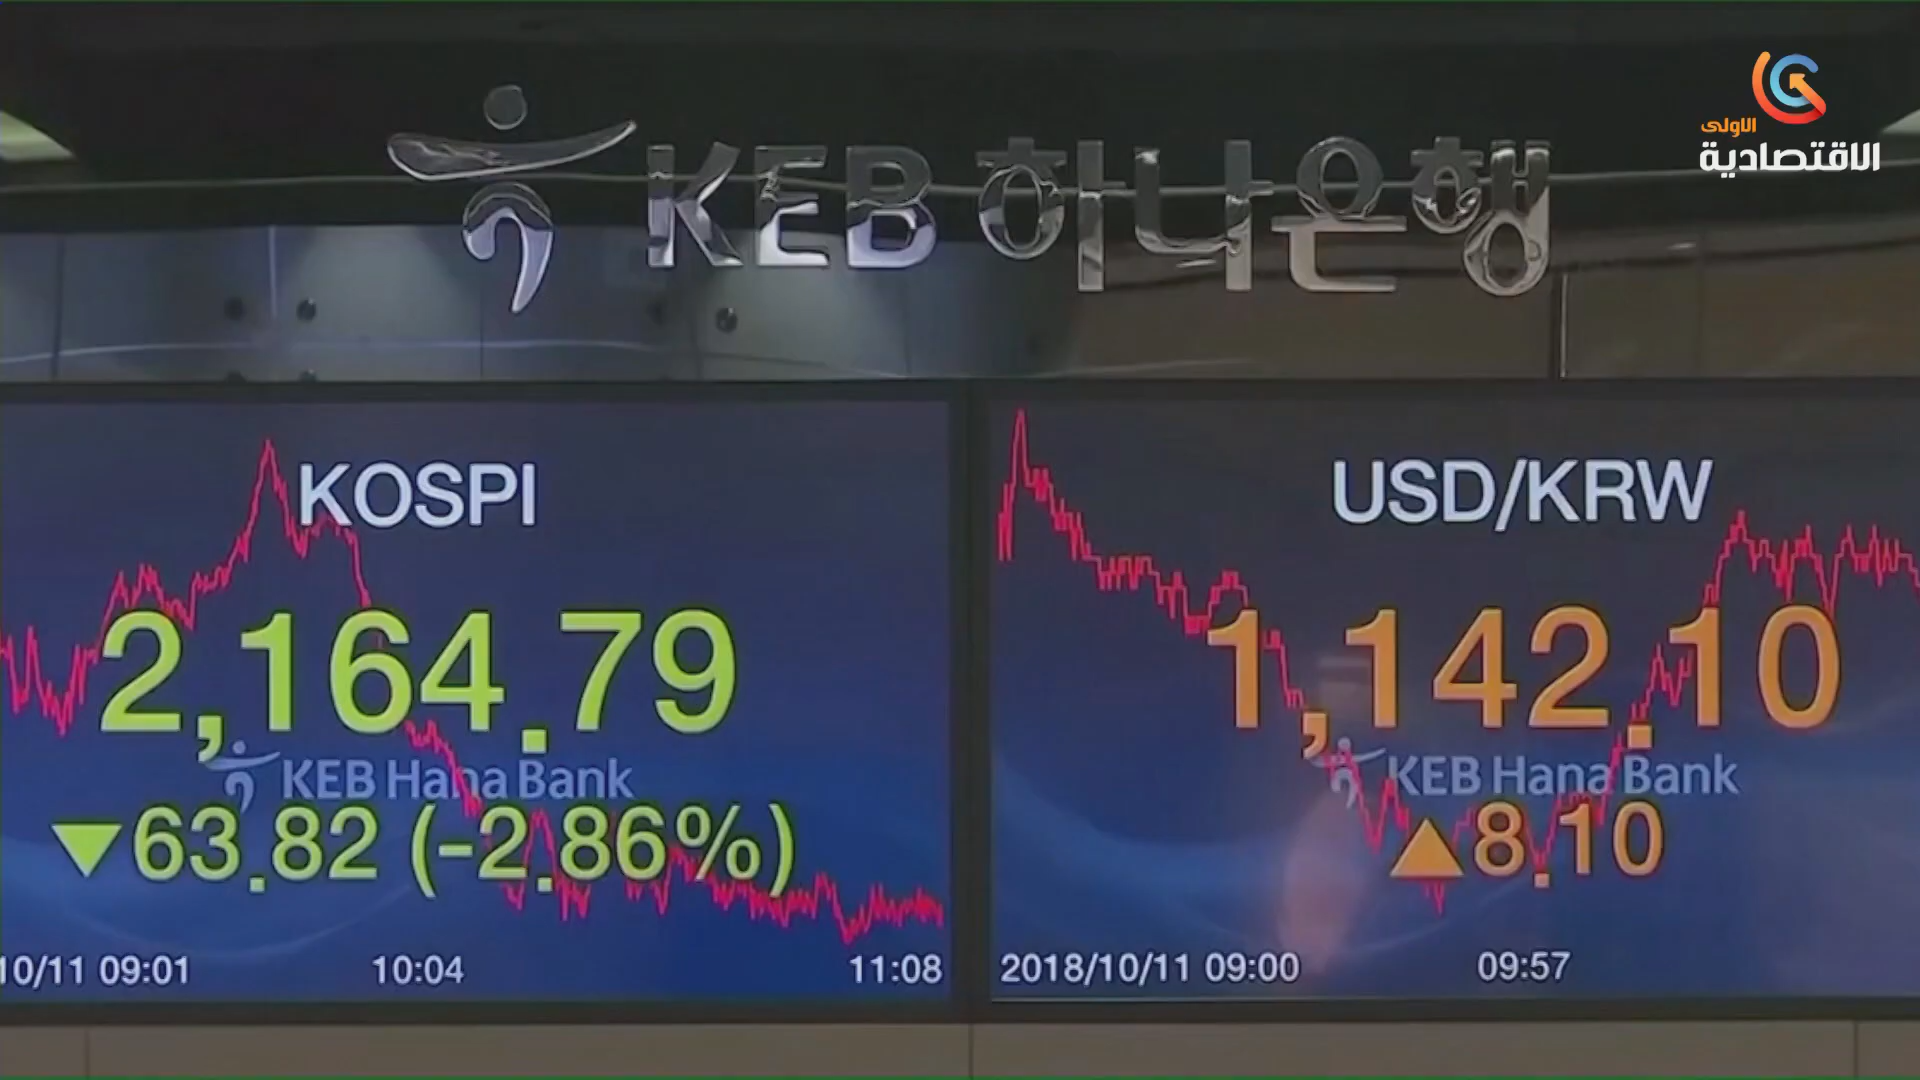 الاولى
الاقتصادية
KEB 하나은행
KOSPI
2,164.79
KEB Hana Bank
▼63.82 (-2.86%)
10/11 09:01 10:04 11:08
USD/KRW
1,142.10
KEB Hana Bank
▲8.10
2018/10/11 09:00 09:57